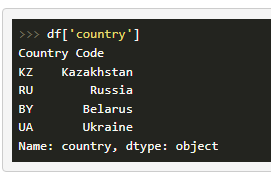 >>> df['country']
Country Code
KZ    Kazakhstan
RU        Russia
BY       Belarus
UA       Ukraine
Name: country, dtype: object